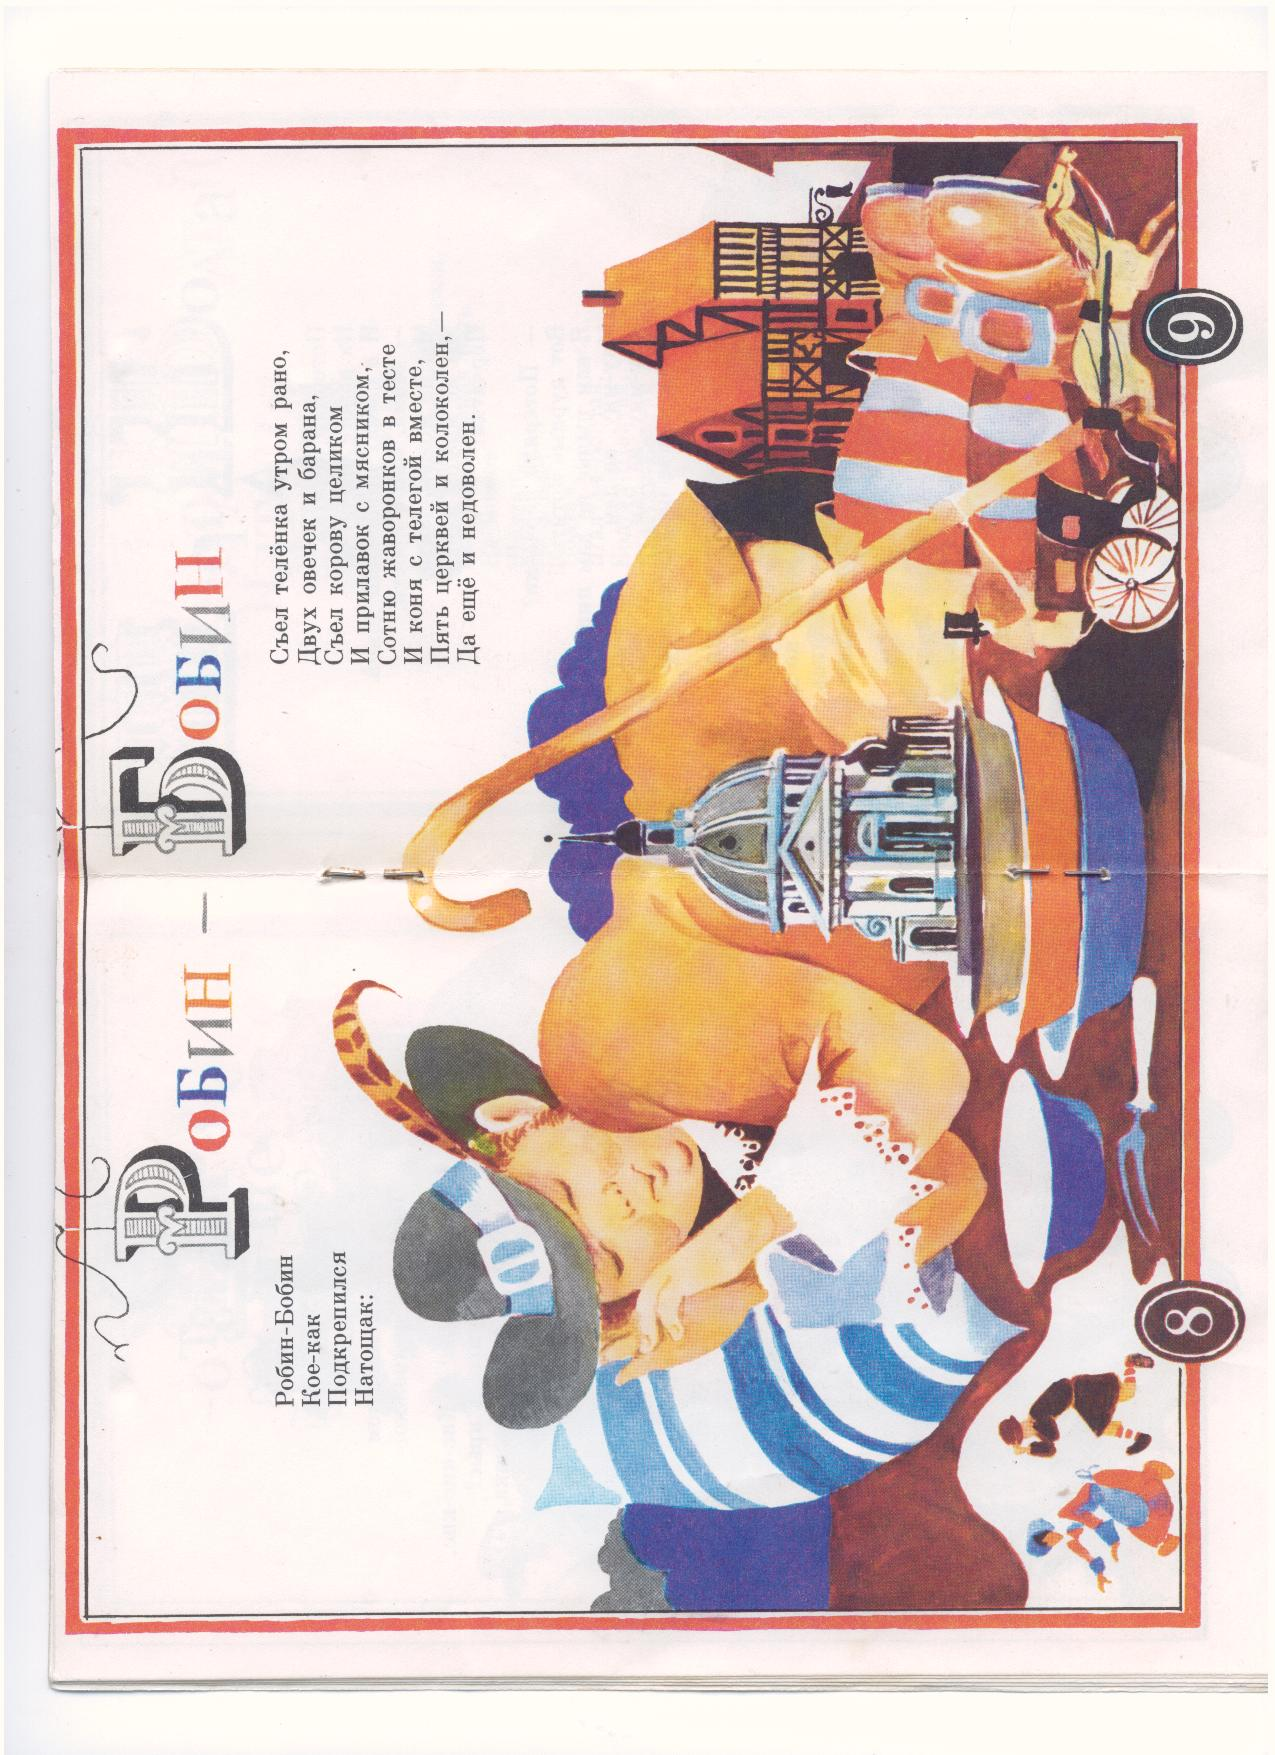 Робин – Бобин
Робин-Бобин
Кое-как
Подкрепился
Натощак:
Съел телёнка утром рано,
Двух овечек и барана,
Съел корову целиком
И прилавок с мясником,
Сотню жаворонков в тесте
И коня с телегой вместе,
Пять церквей и колоколен,—
Да ещё и недоволен.
8
9